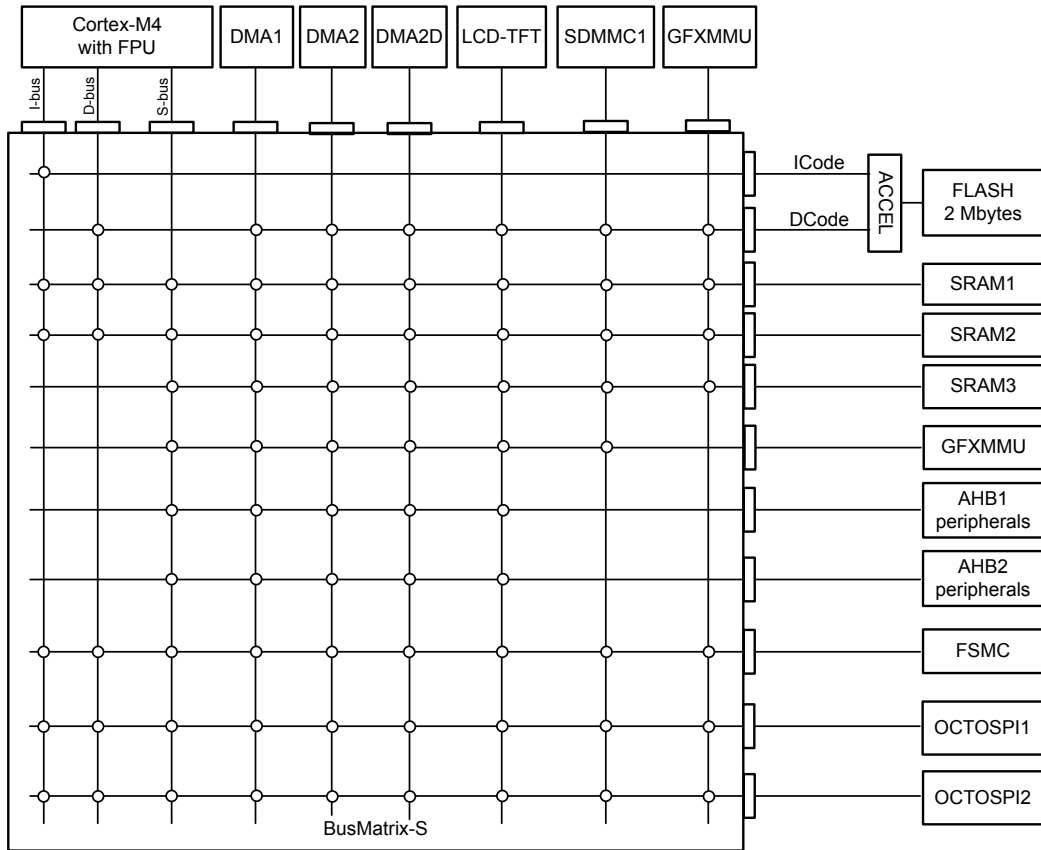 Cortex-M4
with FPU
DMA1
DMA2
DMA2D
LCD-TFT
SDMMC1
GFXMMU
I-bus
D-bus
S-bus
ICode
DCode
ACCEL
FLASH
2 Mbytes
SRAM1
SRAM2
SRAM3
GFXMMU
AHB1
peripherals
AHB2
peripherals
FSMC
OCTOSPI1
OCTOSPI2
BusMatrix-S